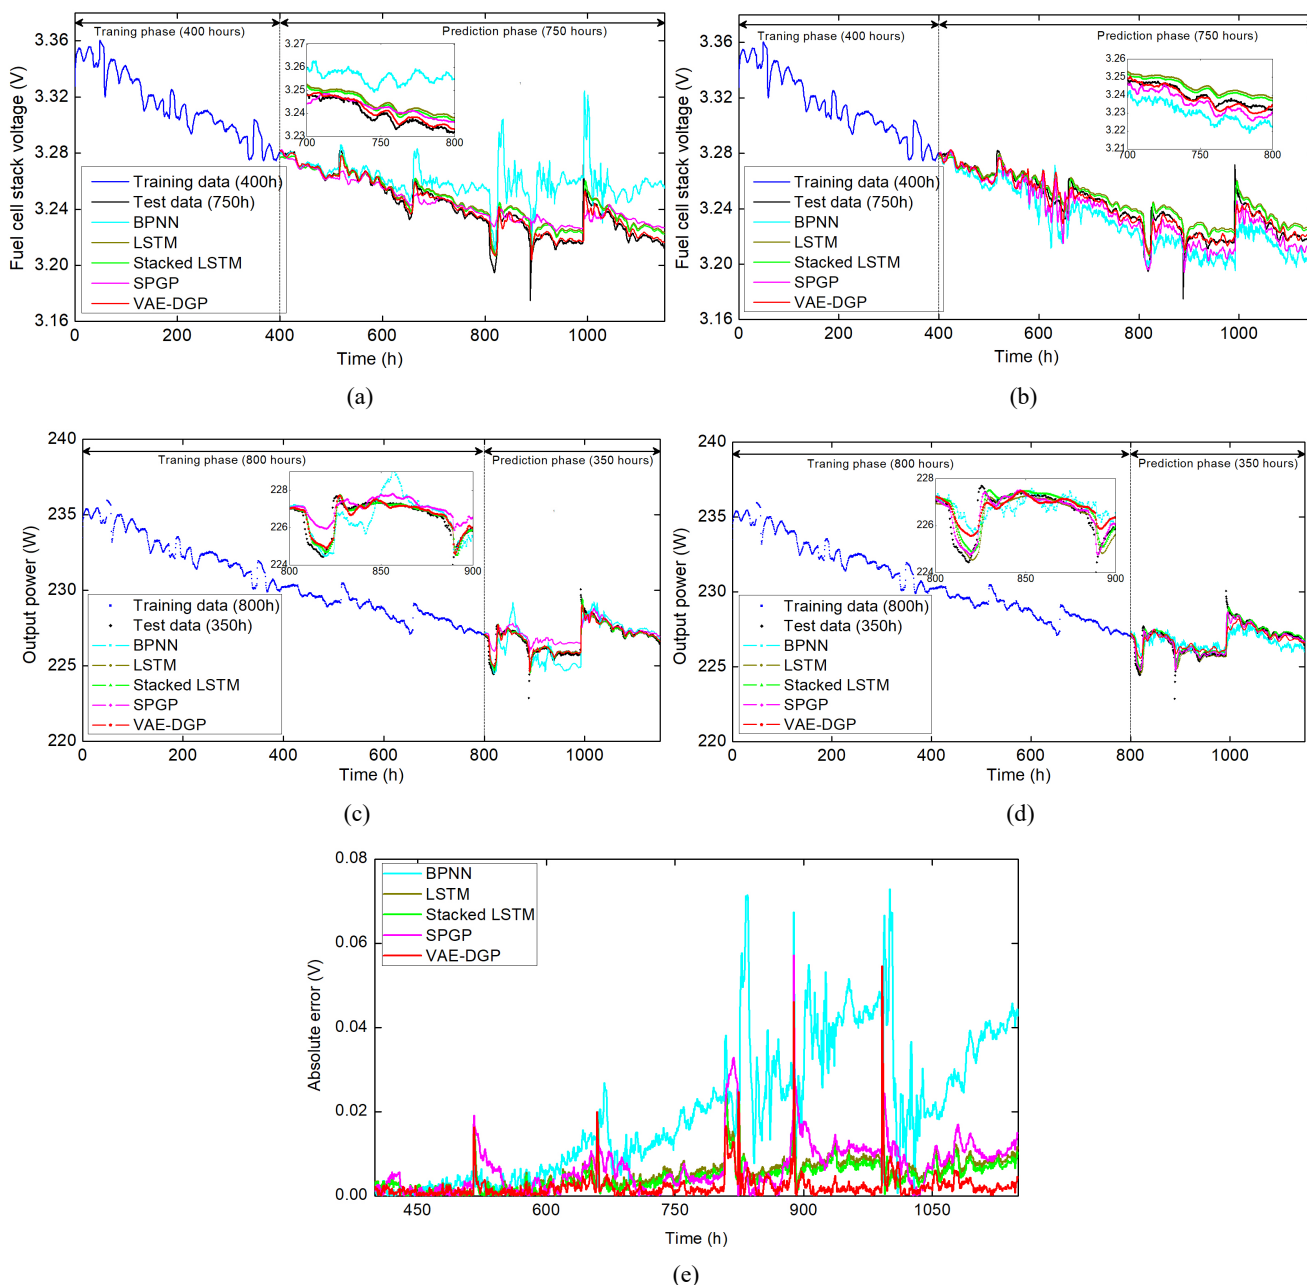 Traning phase (400 hours)
Prediction phase (750 hours)
3.36
3.32
3.28
3.24
3.20
3.16
Fuel cell stack voltage (V)
3.27
3.26
3.25
3.24
3.23
700
750
800
Training data (400h)
Test data (750h)
BPNN
LSTM
Stacked LSTM
SPGP
VAE-DGP
0
200
400
600
800
1000
Time (h)
(a)
Traning phase (400 hours)
Prediction phase (750 hours)
3.36
3.32
3.28
3.24
3.20
3.16
Fuel cell stack voltage (V)
3.26
3.25
3.24
3.23
3.22
3.21
700
750
800
Training data (400h)
Test data (750h)
BPNN
LSTM
Stacked LSTM
SPGP
VAE-DGP
0
200
400
600
800
1000
Time (h)
(b)
Traning phase (800 hours)
Prediction phase (350 hours)
240
235
230
225
220
Output power (W)
228
226
224
800
850
900
Training data (800h)
Test data (350h)
BPNN
LSTM
Stacked LSTM
SPGP
VAE-DGP
0
200
400
600
800
1000
Time (h)
(c)
Traning phase (800 hours)
Prediction phase (350 hours)
240
235
230
225
220
Output power (W)
228
226
224
800
850
900
Training data (800h)
Test data (350h)
BPNN
LSTM
Stacked LSTM
SPGP
VAE-DGP
0
200
400
600
800
1000
Time (h)
(d)
0.08
0.06
0.04
0.02
0.00
Absolute error (V)
BPNN
LSTM
Stacked LSTM
SPGP
VAE-DGP
450
600
750
900
1050
Time (h)
(e)